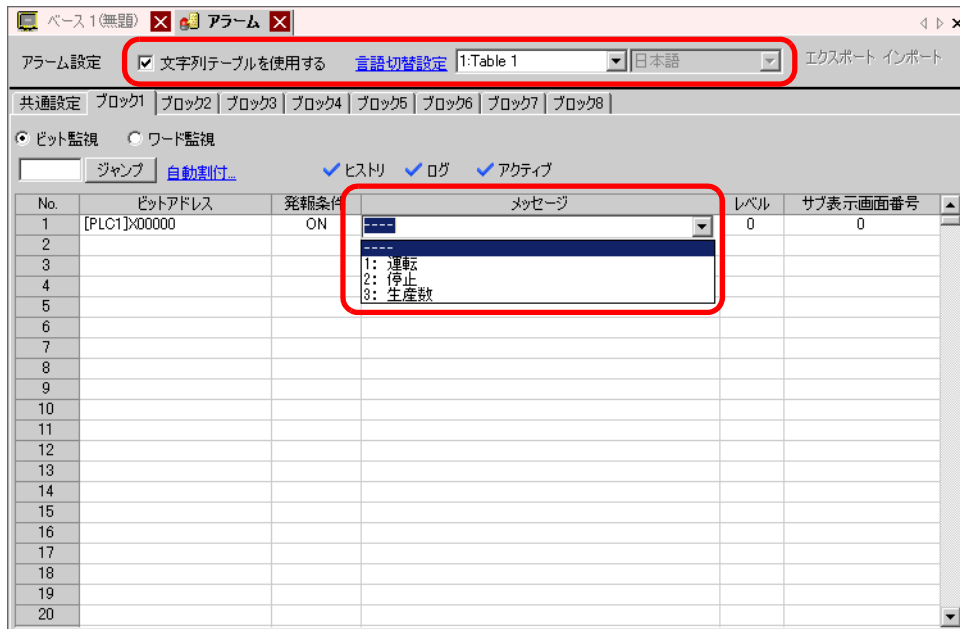 ベース1(無題) アラーム
アラーム設定 文字列テーブルを使用する 言語切替設定 1:Table 1 日本語 エクスポート インポート
共通設定 ブロック1 ブロック2 ブロック3 ブロック4 ブロック5 ブロック6 ブロック7 ブロック8
ビット監視 ワード監視
ジャンプ 自動割付... ヒストリ ログ アクティブ
No. ビットアドレス 発報条件 メッセージ レベル サブ表示画面番号
1 [PLC1]X00000 ON ---- 0 0
2 ----
3 1: 運転
4 2: 停止
5 3: 生産数
6
7
8
9
10
11
12
13
14
15
16
17
18
19
20